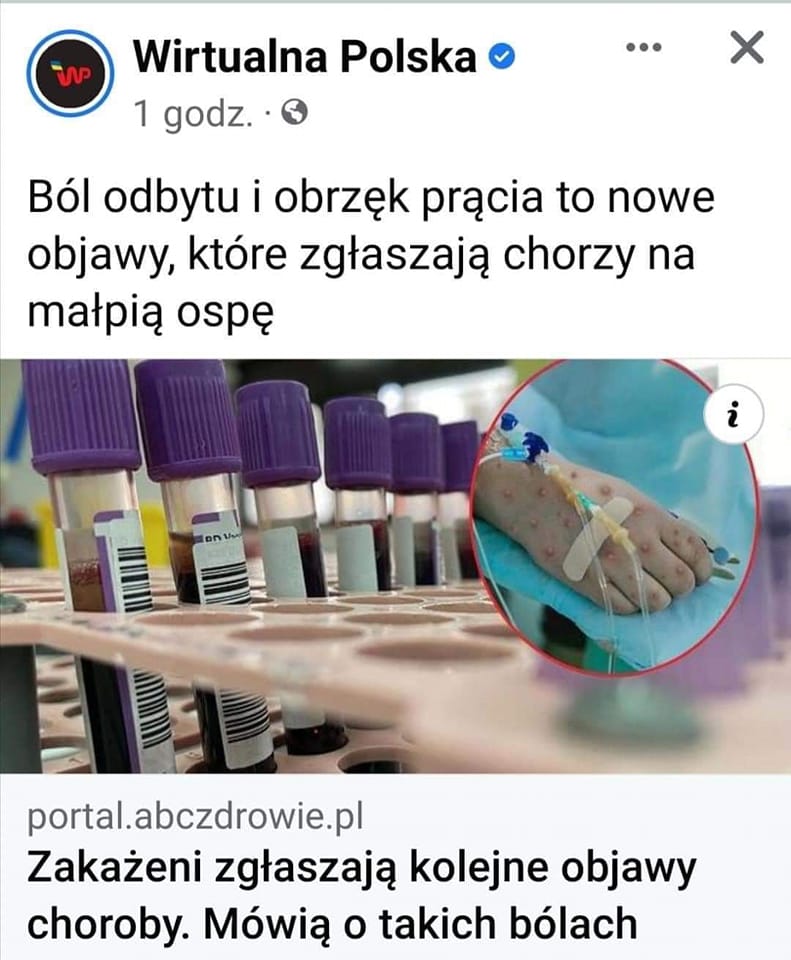 WP
Wirtualna Polska
1 godz.
Ból odbytu i obrzęk prącia to nowe
objawy, które zgłaszają chorzy na
małpią ospę
i
portal.abczdrowie.pl
Zakażeni zgłaszają kolejne objawy
choroby. Mówią o takich bólach